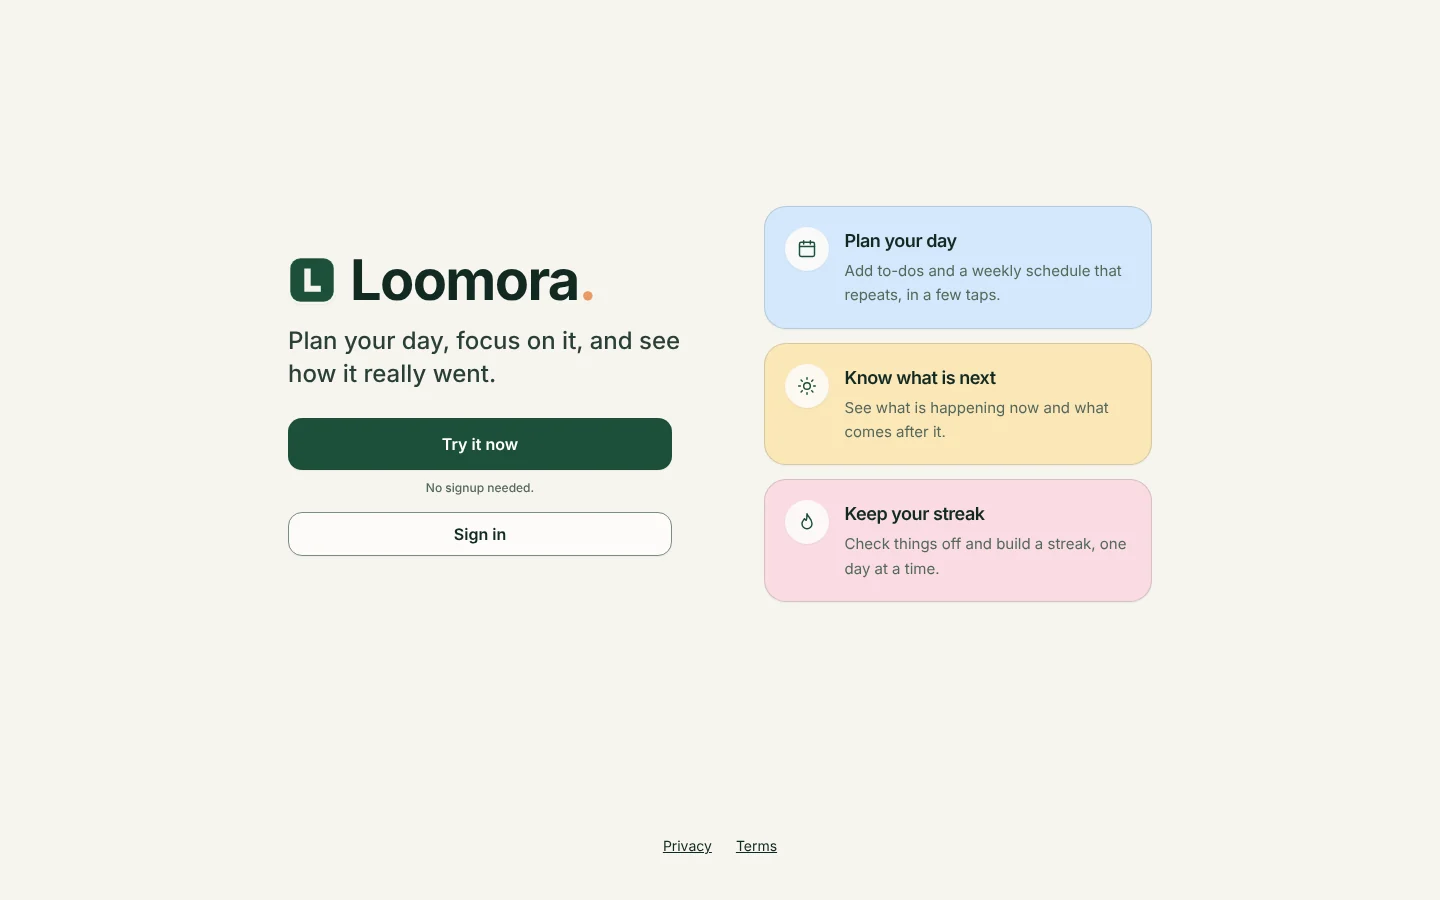 L Loomora.
Plan your day, focus on it, and see
how it really went.
Try it now
No signup needed.
Sign in
Plan your day
Add to-dos and a weekly schedule that
repeats, in a few taps.
Know what is next
See what is happening now and what
comes after it.
Keep your streak
Check things off and build a streak, one
day at a time.
Privacy Terms